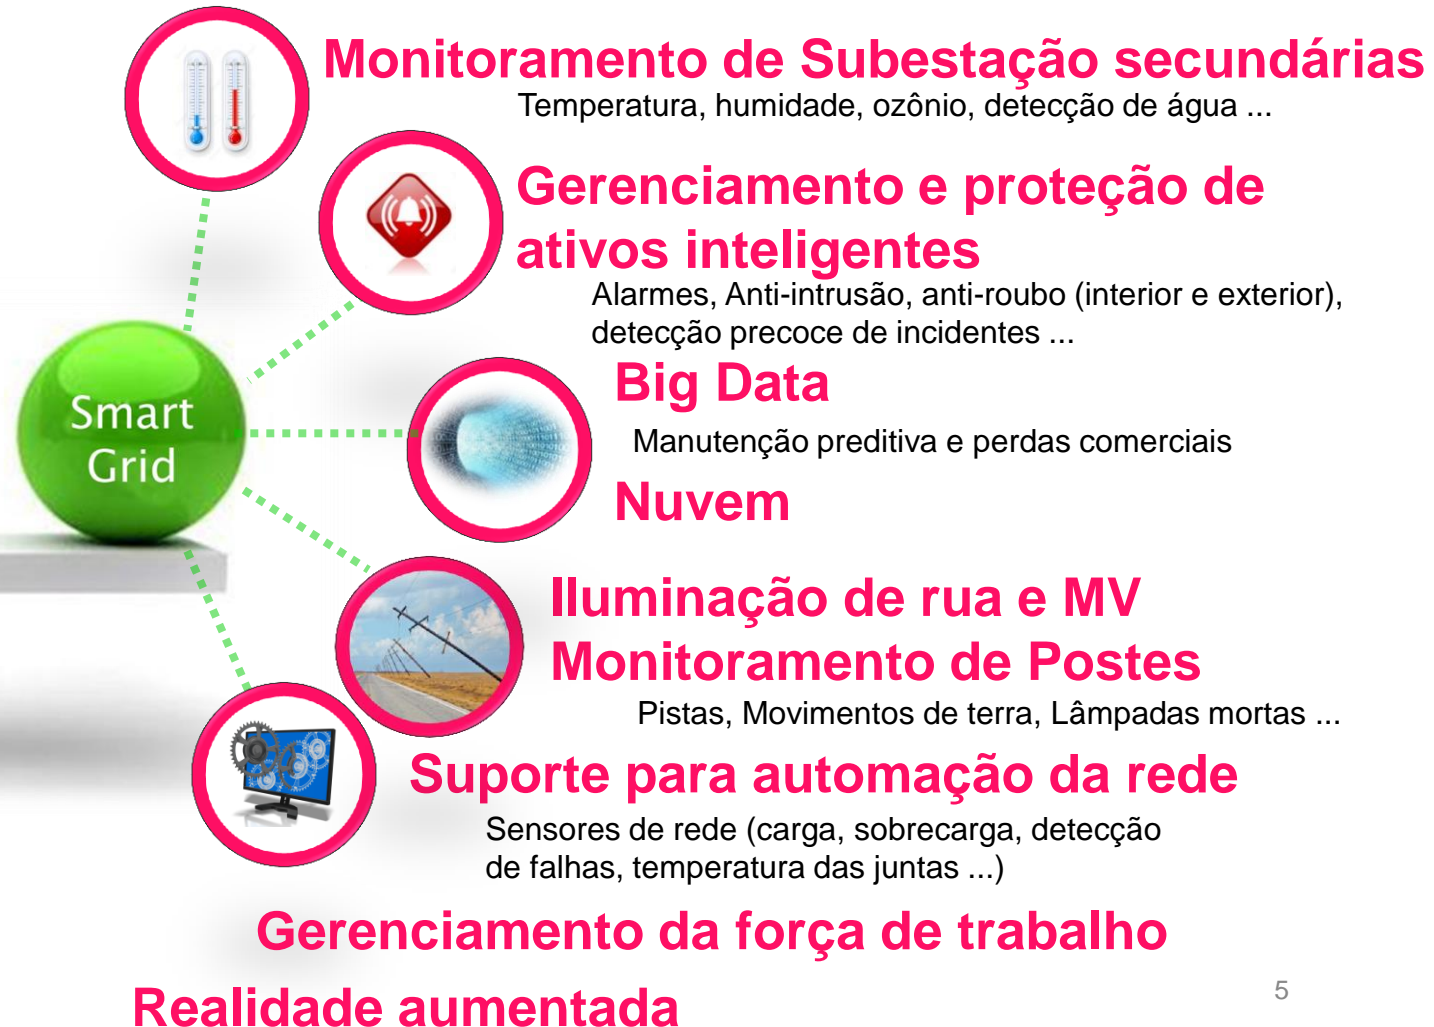 Monitoramento de Subestação secundárias
Temperatura, humidade, ozônio, detecção de água ...
Gerenciamento e proteção de
ativos inteligentes
Alarmes, Anti-intrusão, anti-roubo (interior e exterior),
detecção precoce de incidentes ...
Smart
Grid
Big Data
Manutenção preditiva e perdas comerciais
Nuvem
Iluminação de rua e MV
Monitoramento de Postes
Pistas, Movimentos de terra, Lâmpadas mortas ...
Suporte para automação da rede
Sensores de rede (carga, sobrecarga, detecção
de falhas, temperatura das juntas ...)
Gerenciamento da força de trabalho
Realidade aumentada
5